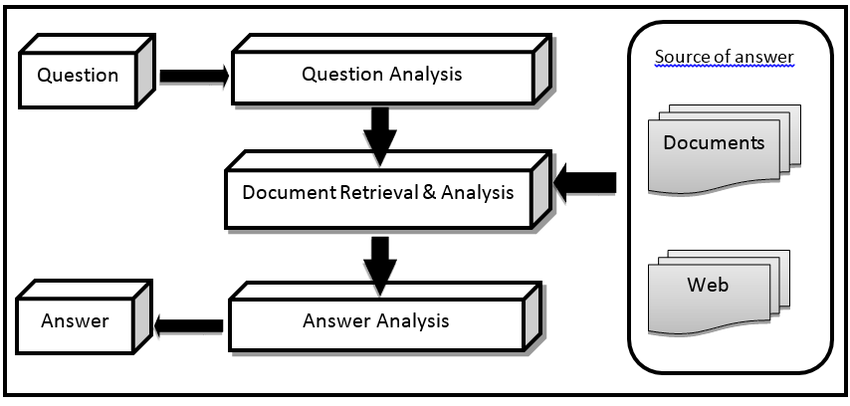 Question
Question Analysis
Source of answer
Documents
Document Retrieval & Analysis
Web
Answer
Answer Analysis